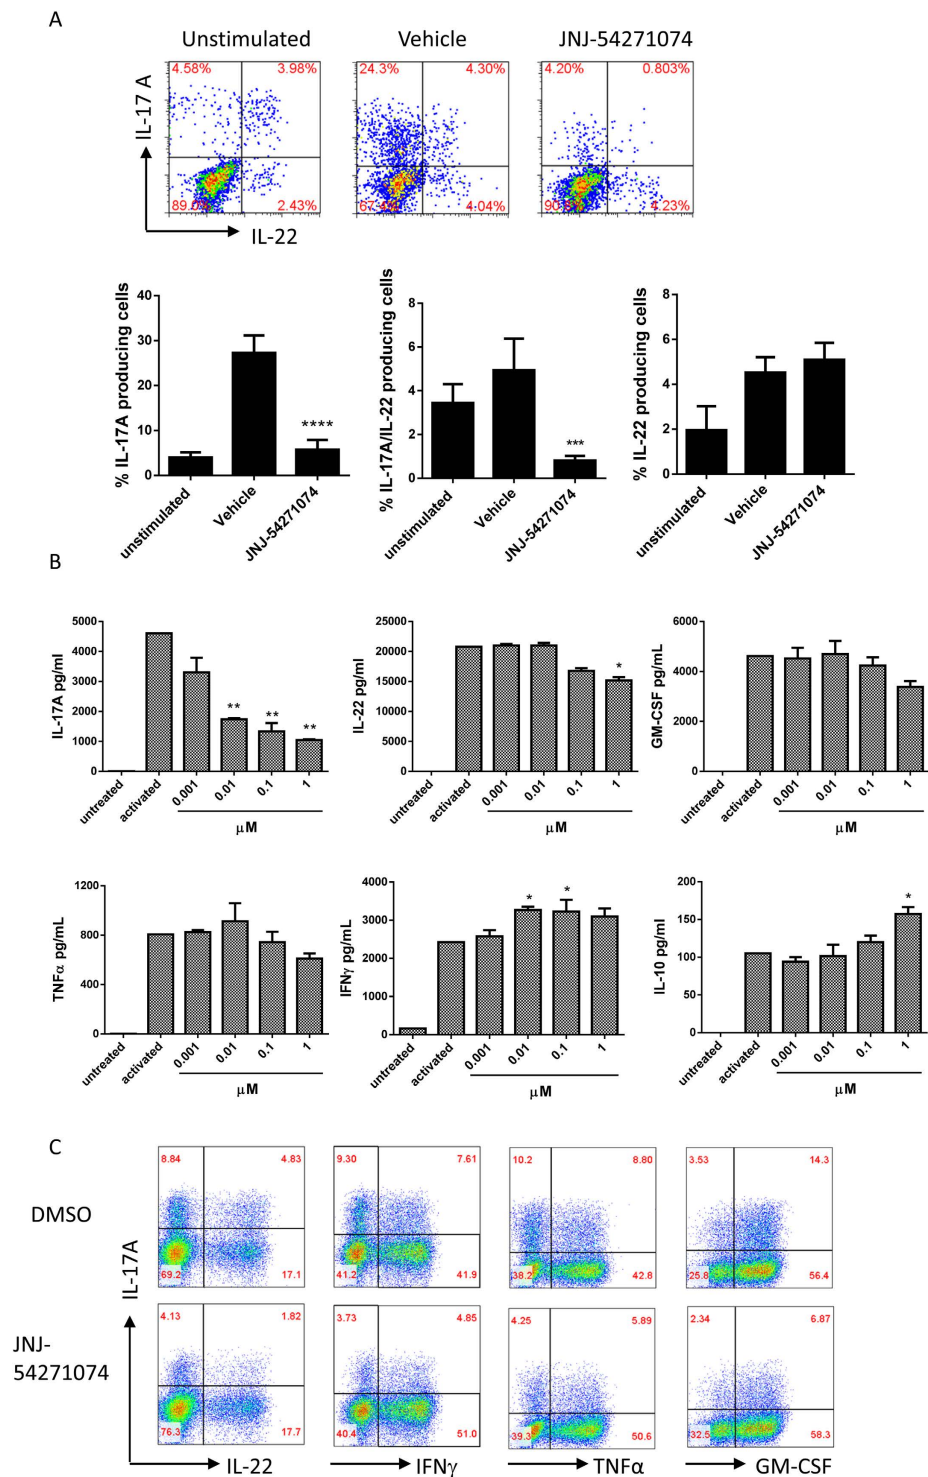 A
Unstimulated Vehicle JNJ-54271074
4.58% 3.98% 24.3% 4.30% 4.20% 0.803%
IL-17 A
2.43% 4.04% 4.23%
IL-22
% IL-17A producing cells
40
30
20
10
0
****
unstimulated Vehicle JNJ-54271074
% IL-17A/IL-22 producing cells
8
6
4
2
0
***
unstimulated Vehicle JNJ-54271074
% IL-22 producing cells
8
6
4
2
0
unstimulated Vehicle JNJ-54271074
B
IL-17A pg/ml
5000
4000
3000
2000
1000
0
** ** **
untreated activated 0.001 0.01 0.1 1
μM
IL-22 pg/ml
25000
20000
15000
10000
5000
0
*
untreated activated 0.001 0.01 0.1 1
μM
GM-CSF pg/mL
6000
4000
2000
0
untreated activated 0.001 0.01 0.1 1
μM
TNFα pg/mL
1200
800
400
0
untreated activated 0.001 0.01 0.1 1
μM
IFNγ pg/mL
4000
3000
2000
1000
0
* *
untreated activated 0.001 0.01 0.1 1
μM
IL-10 pg/ml
200
150
100
50
0
*
untreated activated 0.001 0.01 0.1 1
μM
C
DMSO
8.84 4.83 9.30 7.61 10.2 8.80 3.53 14.3
69.2 17.1 41.2 41.9 38.2 42.8 25.8 56.4
IL-17A
JNJ-
54271074
4.13 1.82 3.73 4.85 4.25 5.89 2.34 6.87
76.3 17.7 40.4 51.0 39.3 50.6 32.5 58.3
IL-22 IFNγ TNFα GM-CSF